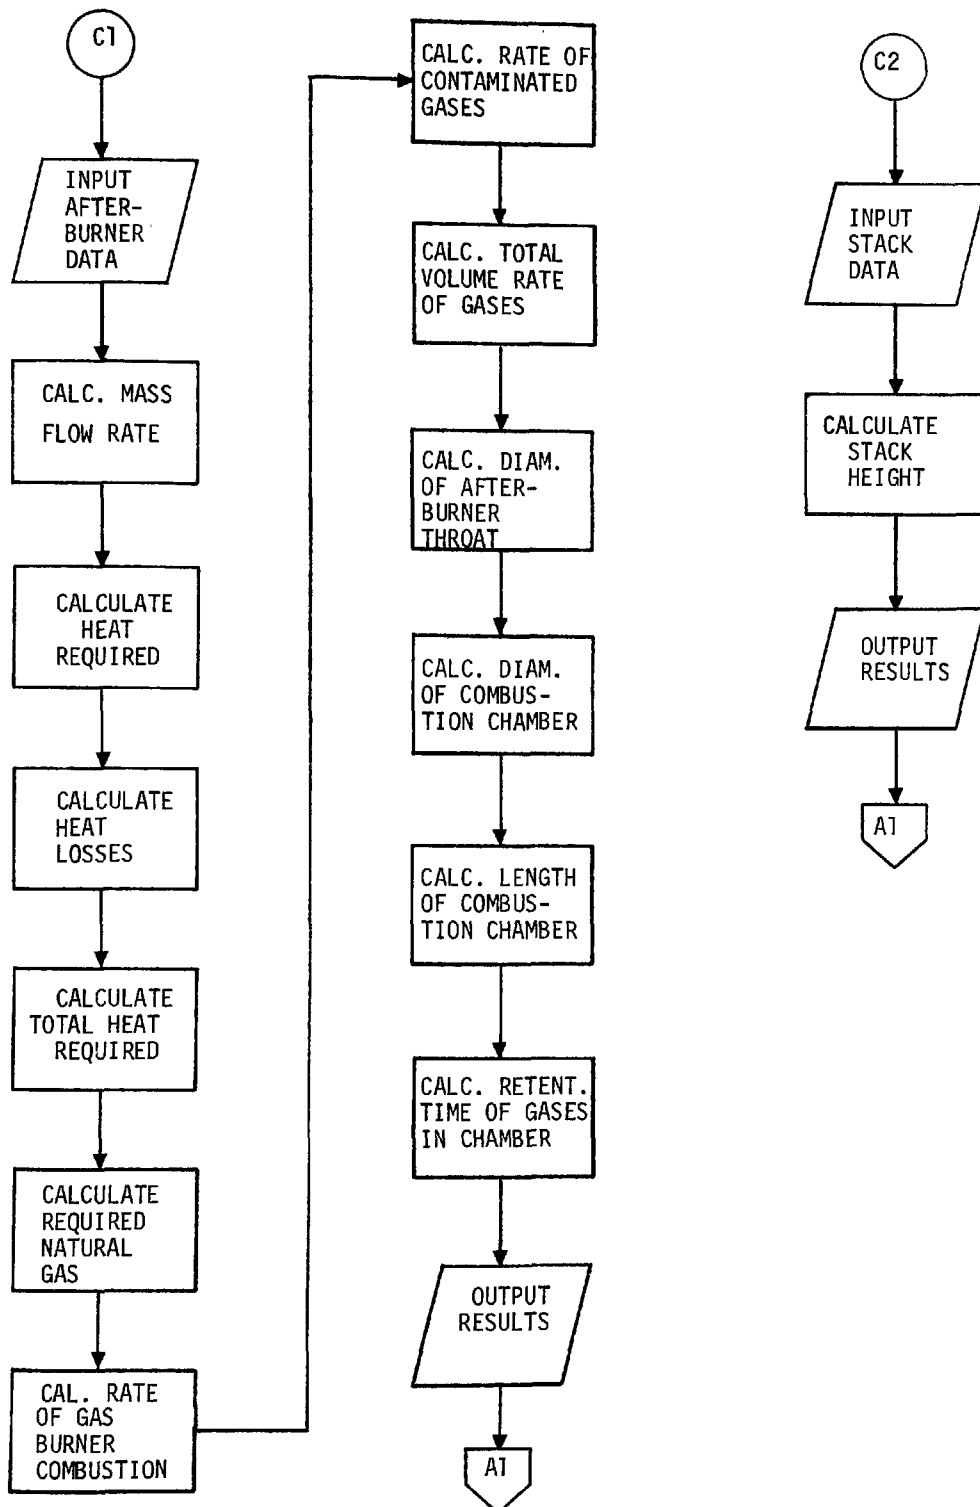 C1
INPUT
AFTER-
BURNER
DATA
CALC. MASS
FLOW RATE
CALCULATE
HEAT
REQUIRED
CALCULATE
HEAT
LOSSES
CALCULATE
TOTAL HEAT
REQUIRED
CALCULATE
REQUIRED
NATURAL
GAS
CAL. RATE
OF GAS
BURNER
COMBUSTION
CALC. RATE OF
CONTAMINATED
GASES
CALC. TOTAL
VOLUME RATE
OF GASES
CALC. DIAM.
OF AFTER-
BURNER
THROAT
CALC. DIAM.
OF COMBUS-
TION CHAMBER
CALC. LENGTH
OF COMBUS-
TION CHAMBER
CALC. RETENT.
TIME OF GASES
IN CHAMBER
OUTPUT
RESULTS
A1
C2
INPUT
STACK
DATA
CALCULATE
STACK
HEIGHT
OUTPUT
RESULTS
A1